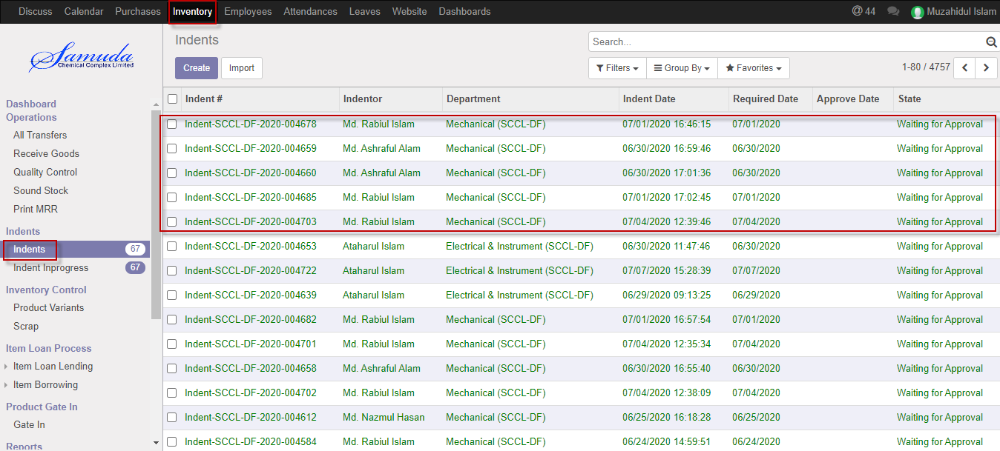 Discuss Calendar Purchases Inventory Employees Attendances Leaves Website Dashboards @ 44 Muzahidul Islam
Samuda
Chemical Complex Limited
Dashboard
Operations
All Transfers
Receive Goods
Quality Control
Sound Stock
Print MRR
Indents
Indents 67
Indent Inprogress 67
Inventory Control
Product Variants
Scrap
Item Loan Process
Item Loan Lending
Item Borrowing
Product Gate In
Gate In
Reports
Indents
Search...
Create Import
Filters Group By Favorites 1-80 / 4757
Indent # Indentor Department Indent Date Required Date Approve Date State
Indent-SCCL-DF-2020-004678 Md. Rabiul Islam Mechanical (SCCL-DF) 07/01/2020 16:46:15 07/01/2020 Waiting for Approval
Indent-SCCL-DF-2020-004659 Md. Ashraful Alam Mechanical (SCCL-DF) 06/30/2020 16:59:46 06/30/2020 Waiting for Approval
Indent-SCCL-DF-2020-004660 Md. Ashraful Alam Mechanical (SCCL-DF) 06/30/2020 17:01:36 06/30/2020 Waiting for Approval
Indent-SCCL-DF-2020-004685 Md. Rabiul Islam Mechanical (SCCL-DF) 07/01/2020 17:02:45 07/01/2020 Waiting for Approval
Indent-SCCL-DF-2020-004703 Md. Rabiul Islam Mechanical (SCCL-DF) 07/04/2020 12:39:46 07/04/2020 Waiting for Approval
Indent-SCCL-DF-2020-004653 Ataharul Islam Electrical & Instrument (SCCL-DF) 06/30/2020 11:47:46 06/30/2020 Waiting for Approval
Indent-SCCL-DF-2020-004722 Ataharul Islam Electrical & Instrument (SCCL-DF) 07/07/2020 15:28:39 07/07/2020 Waiting for Approval
Indent-SCCL-DF-2020-004639 Ataharul Islam Electrical & Instrument (SCCL-DF) 06/29/2020 09:13:25 06/29/2020 Waiting for Approval
Indent-SCCL-DF-2020-004682 Md. Rabiul Islam Mechanical (SCCL-DF) 07/01/2020 16:57:54 07/01/2020 Waiting for Approval
Indent-SCCL-DF-2020-004701 Md. Rabiul Islam Mechanical (SCCL-DF) 07/04/2020 12:35:34 07/04/2020 Waiting for Approval
Indent-SCCL-DF-2020-004658 Md. Ashraful Alam Mechanical (SCCL-DF) 06/30/2020 16:55:40 06/30/2020 Waiting for Approval
Indent-SCCL-DF-2020-004702 Md. Rabiul Islam Mechanical (SCCL-DF) 07/04/2020 12:38:09 07/04/2020 Waiting for Approval
Indent-SCCL-DF-2020-004612 Md. Nazmul Hasan Mechanical (SCCL-DF) 06/25/2020 16:18:28 06/25/2020 Waiting for Approval
Indent-SCCL-DF-2020-004584 Md. Rabiul Islam Mechanical (SCCL-DF) 06/24/2020 14:59:51 06/24/2020 Waiting for Approval